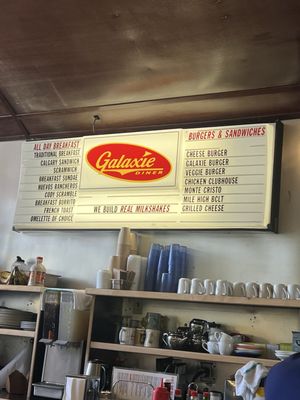 ALL DAY BREAKFAST
TRADITIONAL BREAKFAST
CALGARY SANDWICH
SCRAMWICH
BREAKFAST SUNDAE
HUEVOS RANCHEROS
CODY SCRAMBLE
BREAKFAST BURRITO
FRENCH TOAST
OMELETTE OF CHOICE
Galaxie
DINER
WE BUILD REAL MILKSHAKES
BURGERS & SANDWICHES
CHEESE BURGER
GALAXIE BURGER
VEGGIE BURGER
CHICKEN CLUBHOUSE
MONTE CRISTO
MILE HIGH BCLT
GRILLED CHEESE